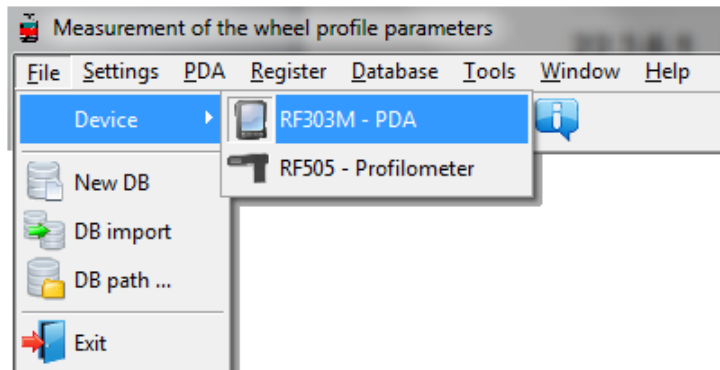 Measurement of the wheel profile parameters
File Settings PDA Register Database Tools Window Help
Device
RF303M - PDA
RF505 - Profilometer
New DB
DB import
DB path ...
Exit